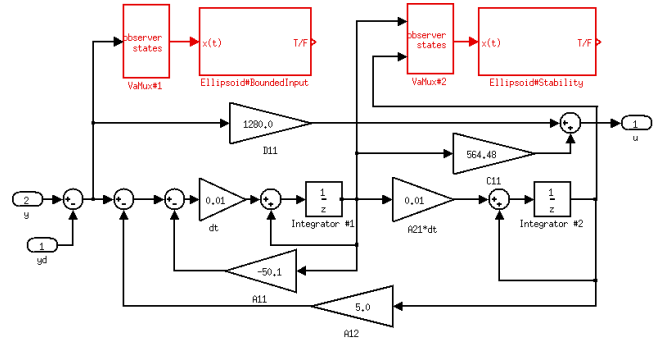 observer
states
x(t)
T/F
VaMux#1
Ellipsoid#BoundedInput
observer
states
x(t)
T/F
VaMux#2
Ellipsoid#Stability
1280.0
D11
1
u
564.48
C11
2
y
1
yd
0.01
dt
1
z
Integrator #1
0.01
A21*dt
1
z
Integrator #2
-50.1
A11
5.0
A12